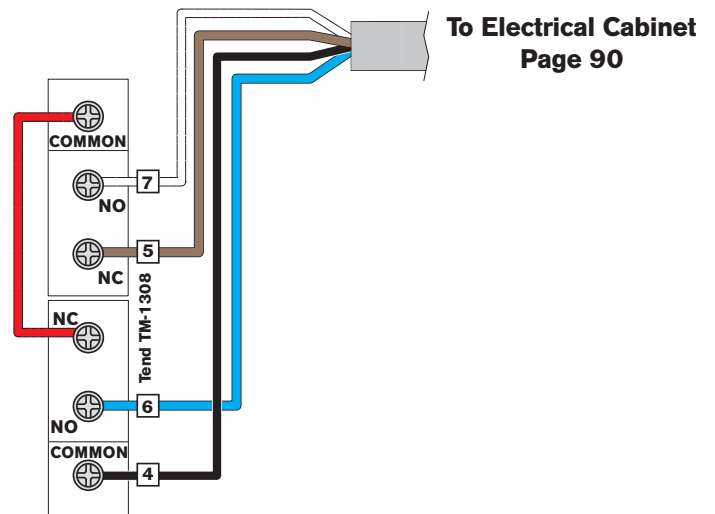 To Electrical Cabinet
Page 90
COMMON
7
NO
5
NC
Tend TM-1308
NC
6
NO
COMMON
4